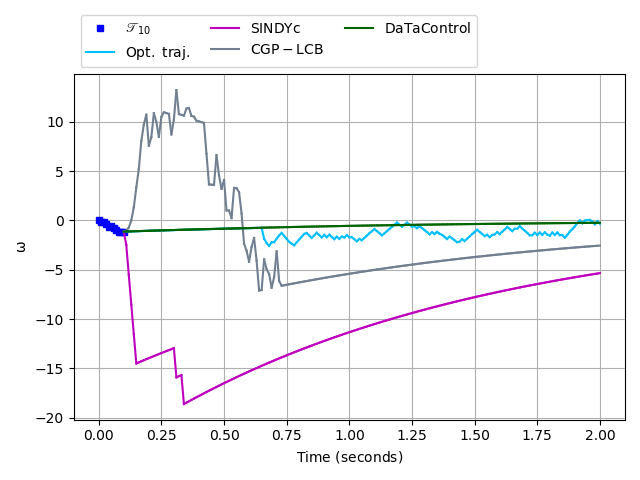 𝒯₁₀
Opt. traj.
SINDYc
CGP − LCB
DaTaControl
10
5
0
−5
−10
−15
−20
ω
0.00 0.25 0.50 0.75 1.00 1.25 1.50 1.75 2.00
Time (seconds)